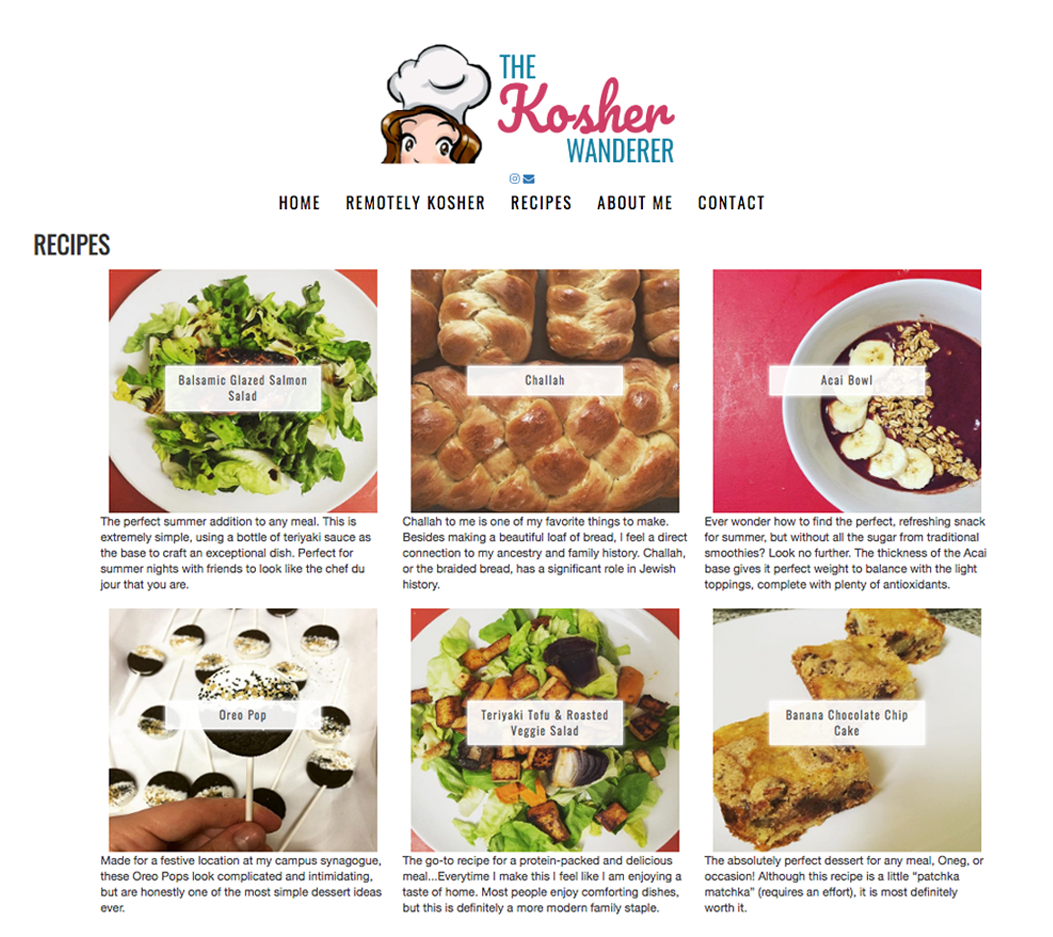 THE
Kosher
WANDERER
HOME REMOTELY KOSHER RECIPES ABOUT ME CONTACT
RECIPES
Balsamic Glazed Salmon
Salad
The perfect summer addition to any meal. This is
extremely simple, using a bottle of teriyaki sauce as
the base to craft an exceptional dish. Perfect for
summer nights with friends to look like the chef du
jour that you are.
Challah
Challah to me is one of my favorite things to make.
Besides making a beautiful loaf of bread, I feel a direct
connection to my ancestry and family history. Challah,
or the braided bread, has a significant role in Jewish
history.
Acai Bowl
Ever wonder how to find the perfect, refreshing snack
for summer, but without all the sugar from traditional
smoothies? Look no further. The thickness of the Acai
base gives it perfect weight to balance with the light
toppings, complete with plenty of antioxidants.
Oreo Pop
Made for a festive location at my campus synagogue,
these Oreo Pops look complicated and intimidating,
but are honestly one of the most simple dessert ideas
ever.
Teriyaki Tofu & Roasted
Veggie Salad
The go-to recipe for a protein-packed and delicious
meal...Everytime I make this I feel like I am enjoying a
taste of home. Most people enjoy comforting dishes,
but this is definitely a more modern family staple.
Banana Chocolate Chip
Cake
The absolutely perfect dessert for any meal, Oneg, or
occasion! Although this recipe is a little “patchka
matchka” (requires an effort), it is most definitely
worth it.